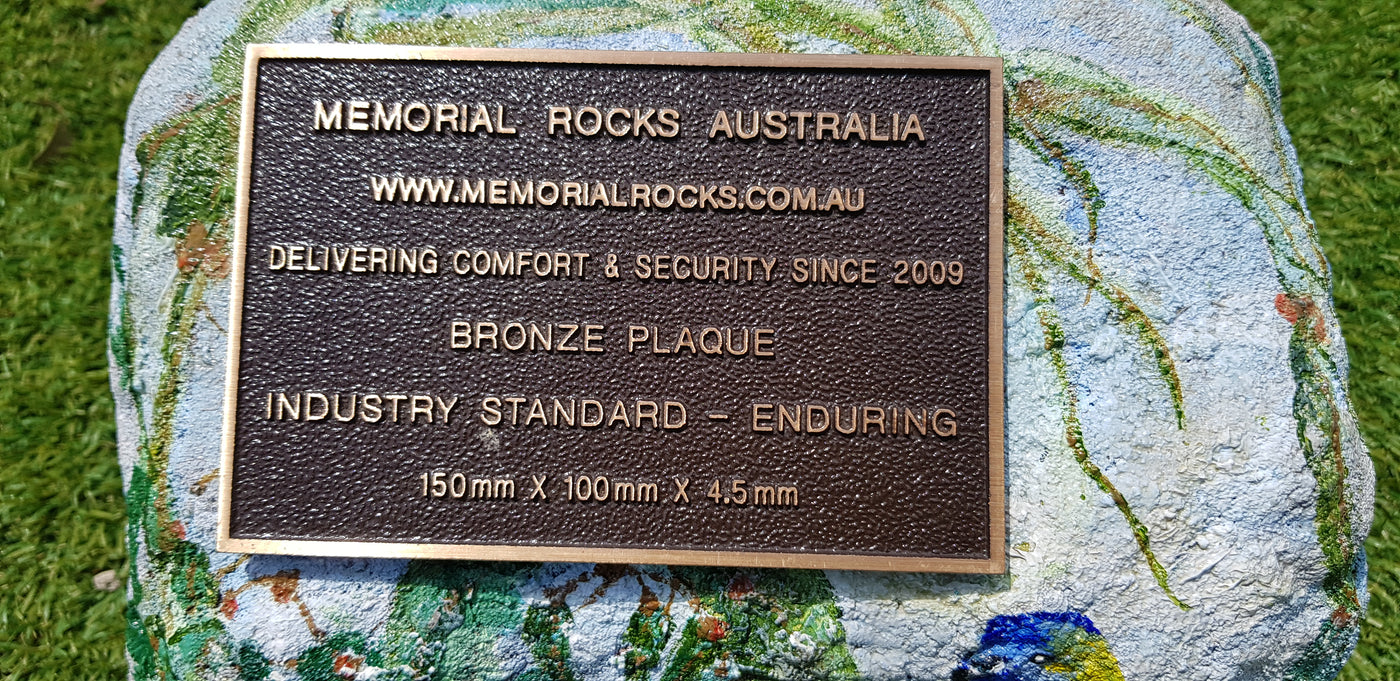 MEMORIAL ROCKS AUSTRALIA
WWW.MEMORIALROCKS.COM.AU
DELIVERING COMFORT & SECURITY SINCE 2009
BRONZE PLAQUE
INDUSTRY STANDARD – ENDURING
150mm X 100mm X 4.5mm